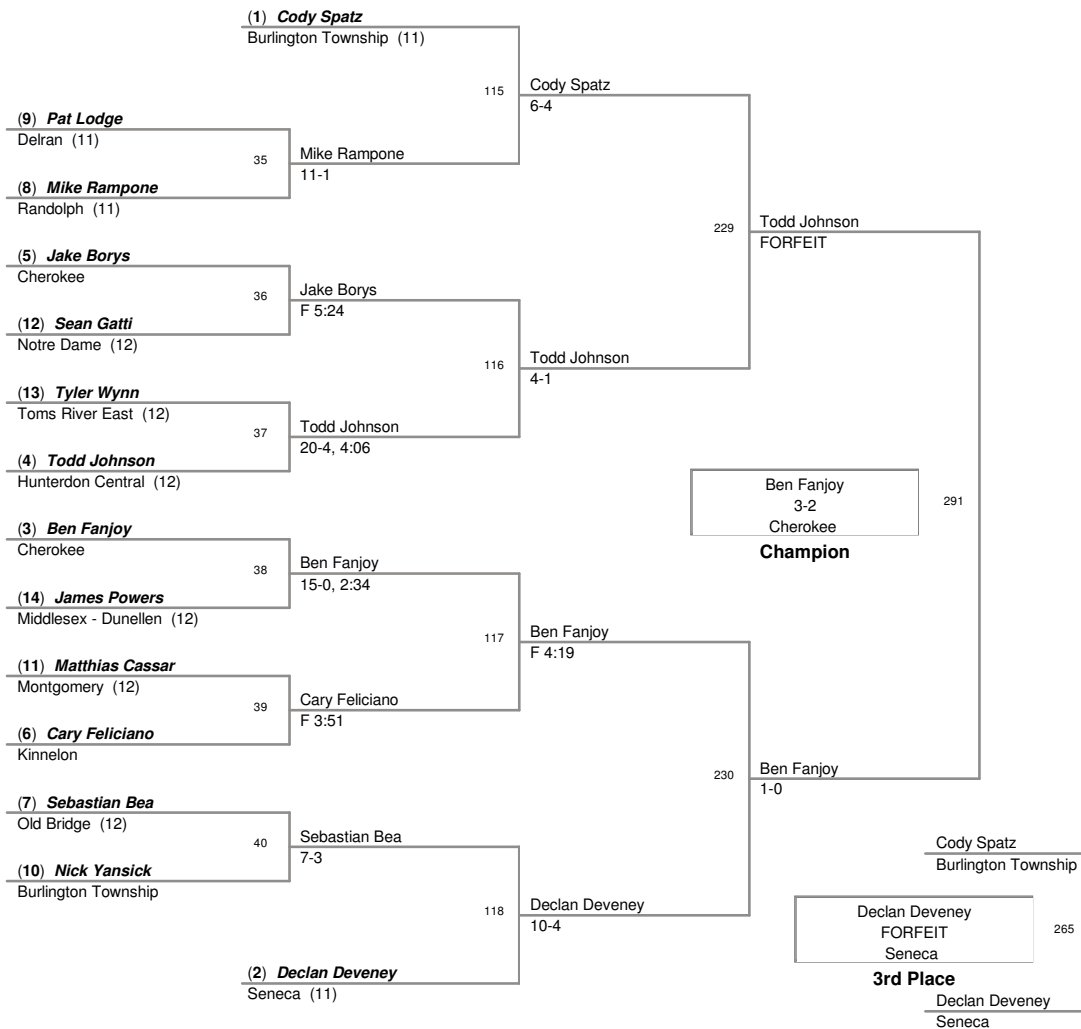 (1) Cody Spatz
Burlington Township (11)
115
Cody Spatz
6-4
(9) Pat Lodge
Delran (11)
35
Mike Rampone
11-1
(8) Mike Rampone
Randolph (11)
229
Todd Johnson
FORFEIT
(5) Jake Borys
Cherokee
36
Jake Borys
F 5:24
(12) Sean Gatti
Notre Dame (12)
116
Todd Johnson
4-1
(13) Tyler Wynn
Toms River East (12)
37
Todd Johnson
20-4, 4:06
(4) Todd Johnson
Hunterdon Central (12)
Ben Fanjoy
3-2
Cherokee
Champion
291
(3) Ben Fanjoy
Cherokee
38
Ben Fanjoy
15-0, 2:34
(14) James Powers
Middlesex - Dunellen (12)
117
Ben Fanjoy
F 4:19
(11) Matthias Cassar
Montgomery (12)
39
Cary Feliciano
F 3:51
(6) Cary Feliciano
Kinnelon
230
Ben Fanjoy
1-0
(7) Sebastian Bea
Old Bridge (12)
40
Sebastian Bea
7-3
(10) Nick Yansick
Burlington Township
118
Declan Deveney
10-4
(2) Declan Deveney
Seneca (11)
Cody Spatz
Burlington Township
Declan Deveney
FORFEIT
Seneca
265
3rd Place
Declan Deveney
Seneca